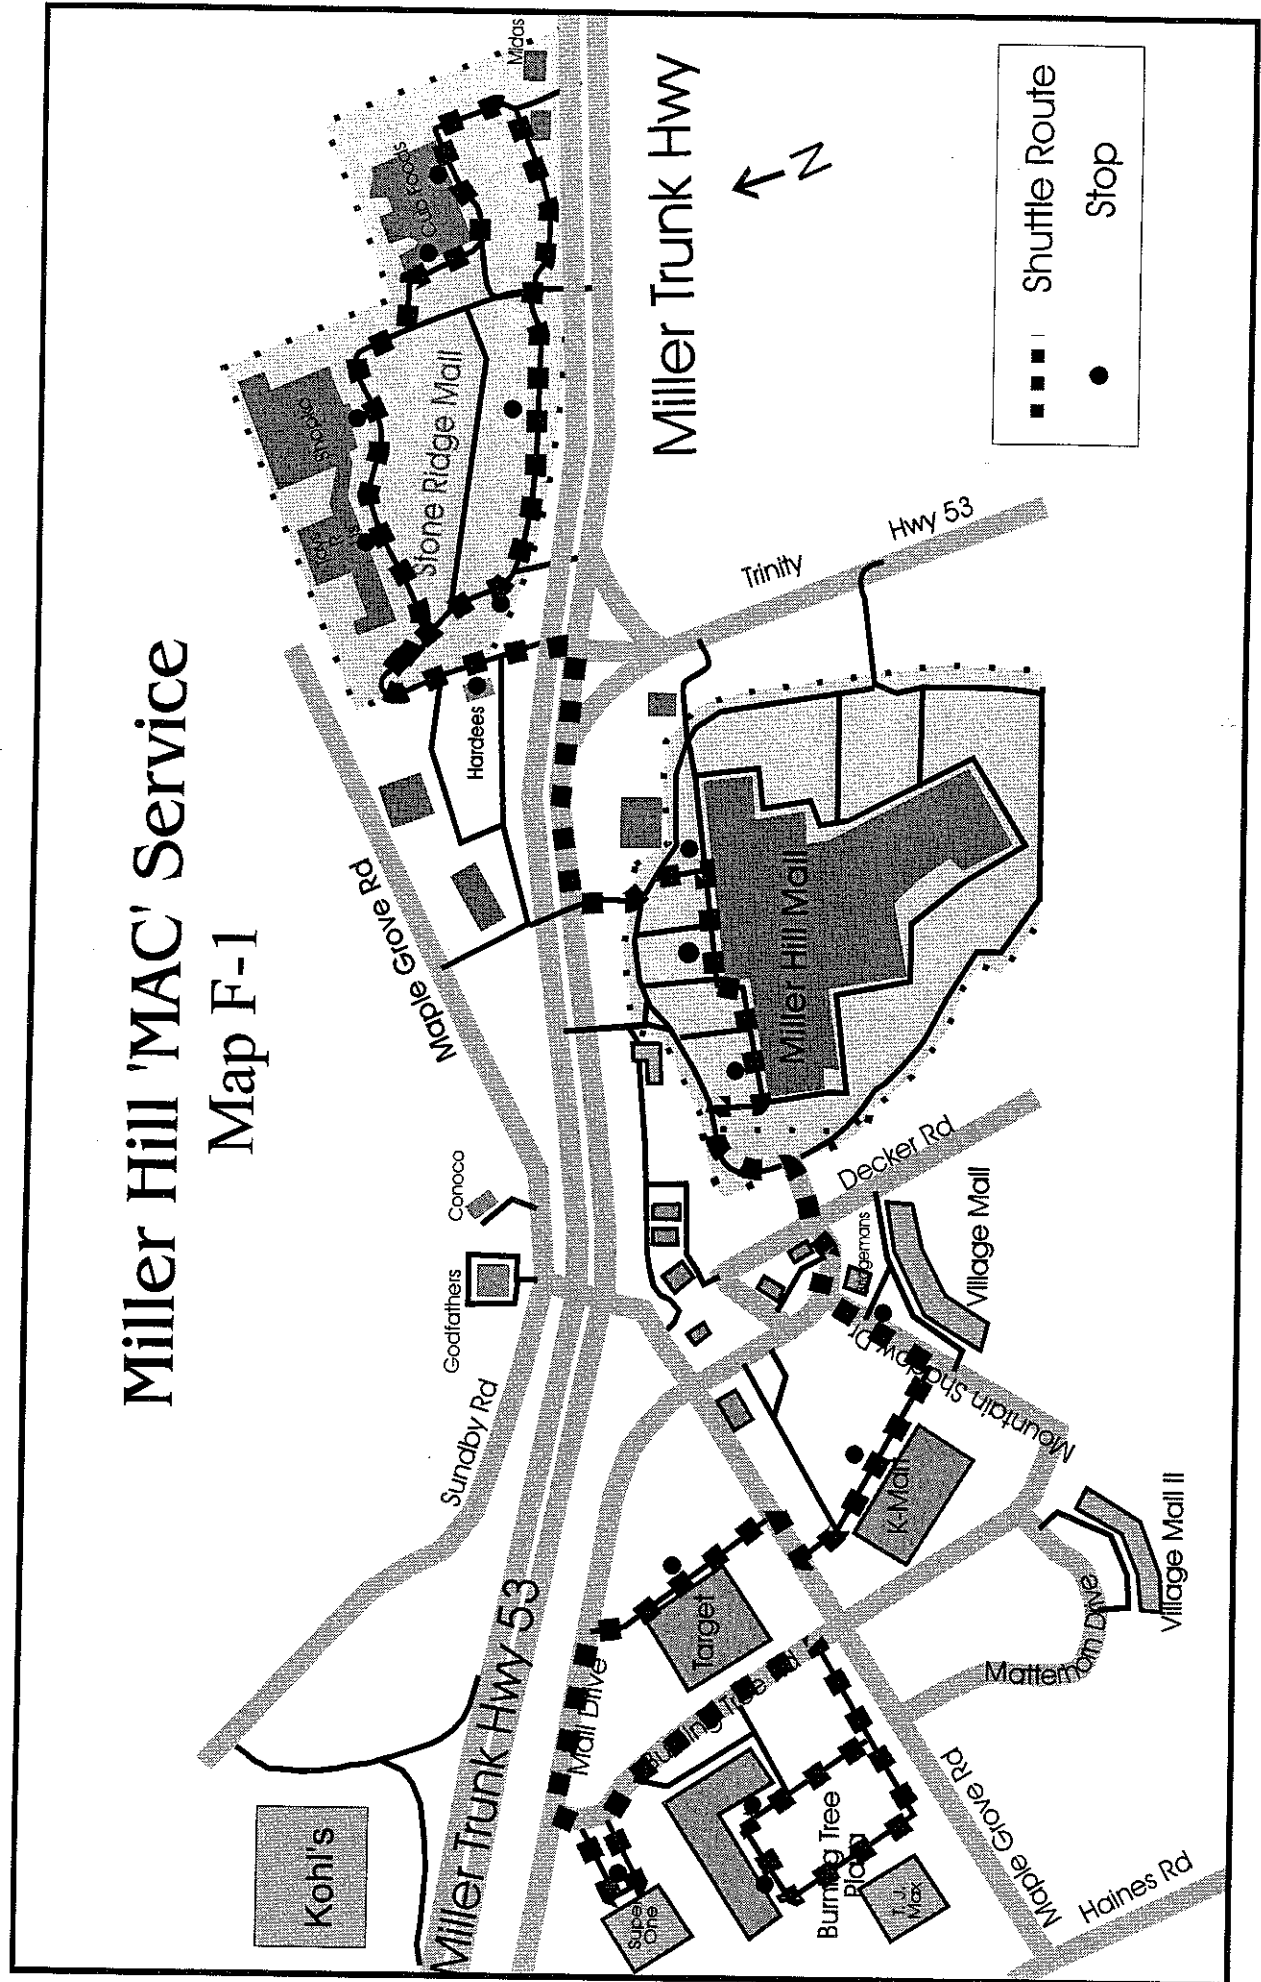 Miller Hill 'MAC' Service
Map F-1
Kohl's
Sundby Rd
Godfathers
Conoco
Maple Grove Rd
Hardees
Stone Ridge Mall
Shopko
Cub Foods
Midas
Miller Trunk Hwy 53
Miller Trunk Hwy
N
Mall Drive
Super
One
Burning Tree Rd
Target
Burning Tree
Plaza
T.J.
Max
K-Mart
Mountain Shadow Dr
Village Mall
Decker Rd
Miller Hill Mall
Trinity
Hwy 53
Maple Grove Rd
Haines Rd
Matterhorn Drive
Village Mall II
Shuttle Route
Stop